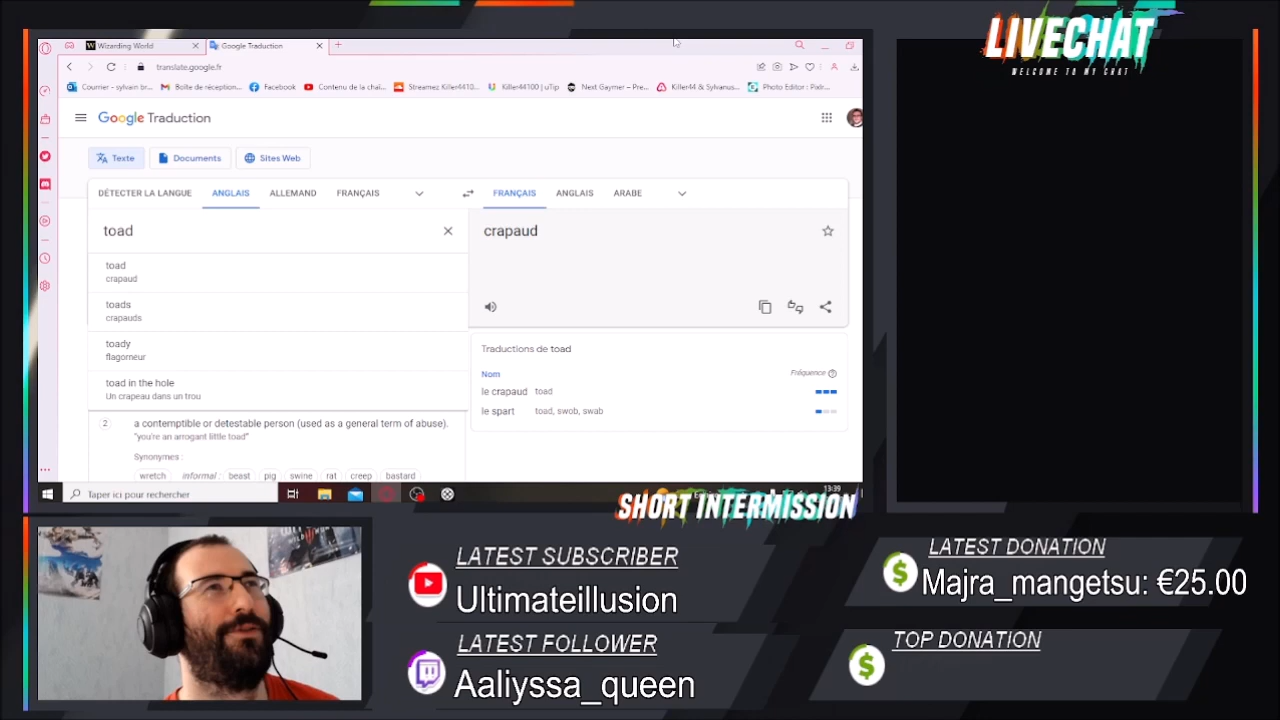 LIVECHAT
WELCOME TO MY CHAT
Wizarding World
Google Traduction
translate.google.fr
Courrier - sylvain br...
Boîte de réception...
Facebook
Contenu de la chaî...
Streamez Killer44100...
Killer44100 | uTip
Next Gaymer – Pre...
Killer44 & Sylvanus...
Photo Editor : Pixlr...
Google Traduction
Texte
Documents
Sites Web
DÉTECTER LA LANGUE
ANGLAIS
ALLEMAND
FRANÇAIS
FRANÇAIS
ANGLAIS
ARABE
toad
crapaud
toad
crapaud
toads
crapauds
toady
flagorneur
toad in the hole
Un crapeau dans un trou
2 a contemptible or detestable person (used as a general term of abuse).
"you're an arrogant little toad"
Synonymes :
wretch informal : beast pig swine rat creep bastard
Traductions de toad
Nom Fréquence
le crapaud toad
le spart toad, swob, swab
Taper ici pour rechercher
13:39
SHORT INTERMISSION
LATEST SUBSCRIBER
Ultimateillusion
LATEST FOLLOWER
Aaliyssa_queen
LATEST DONATION
Majra_mangetsu: €25.00
TOP DONATION